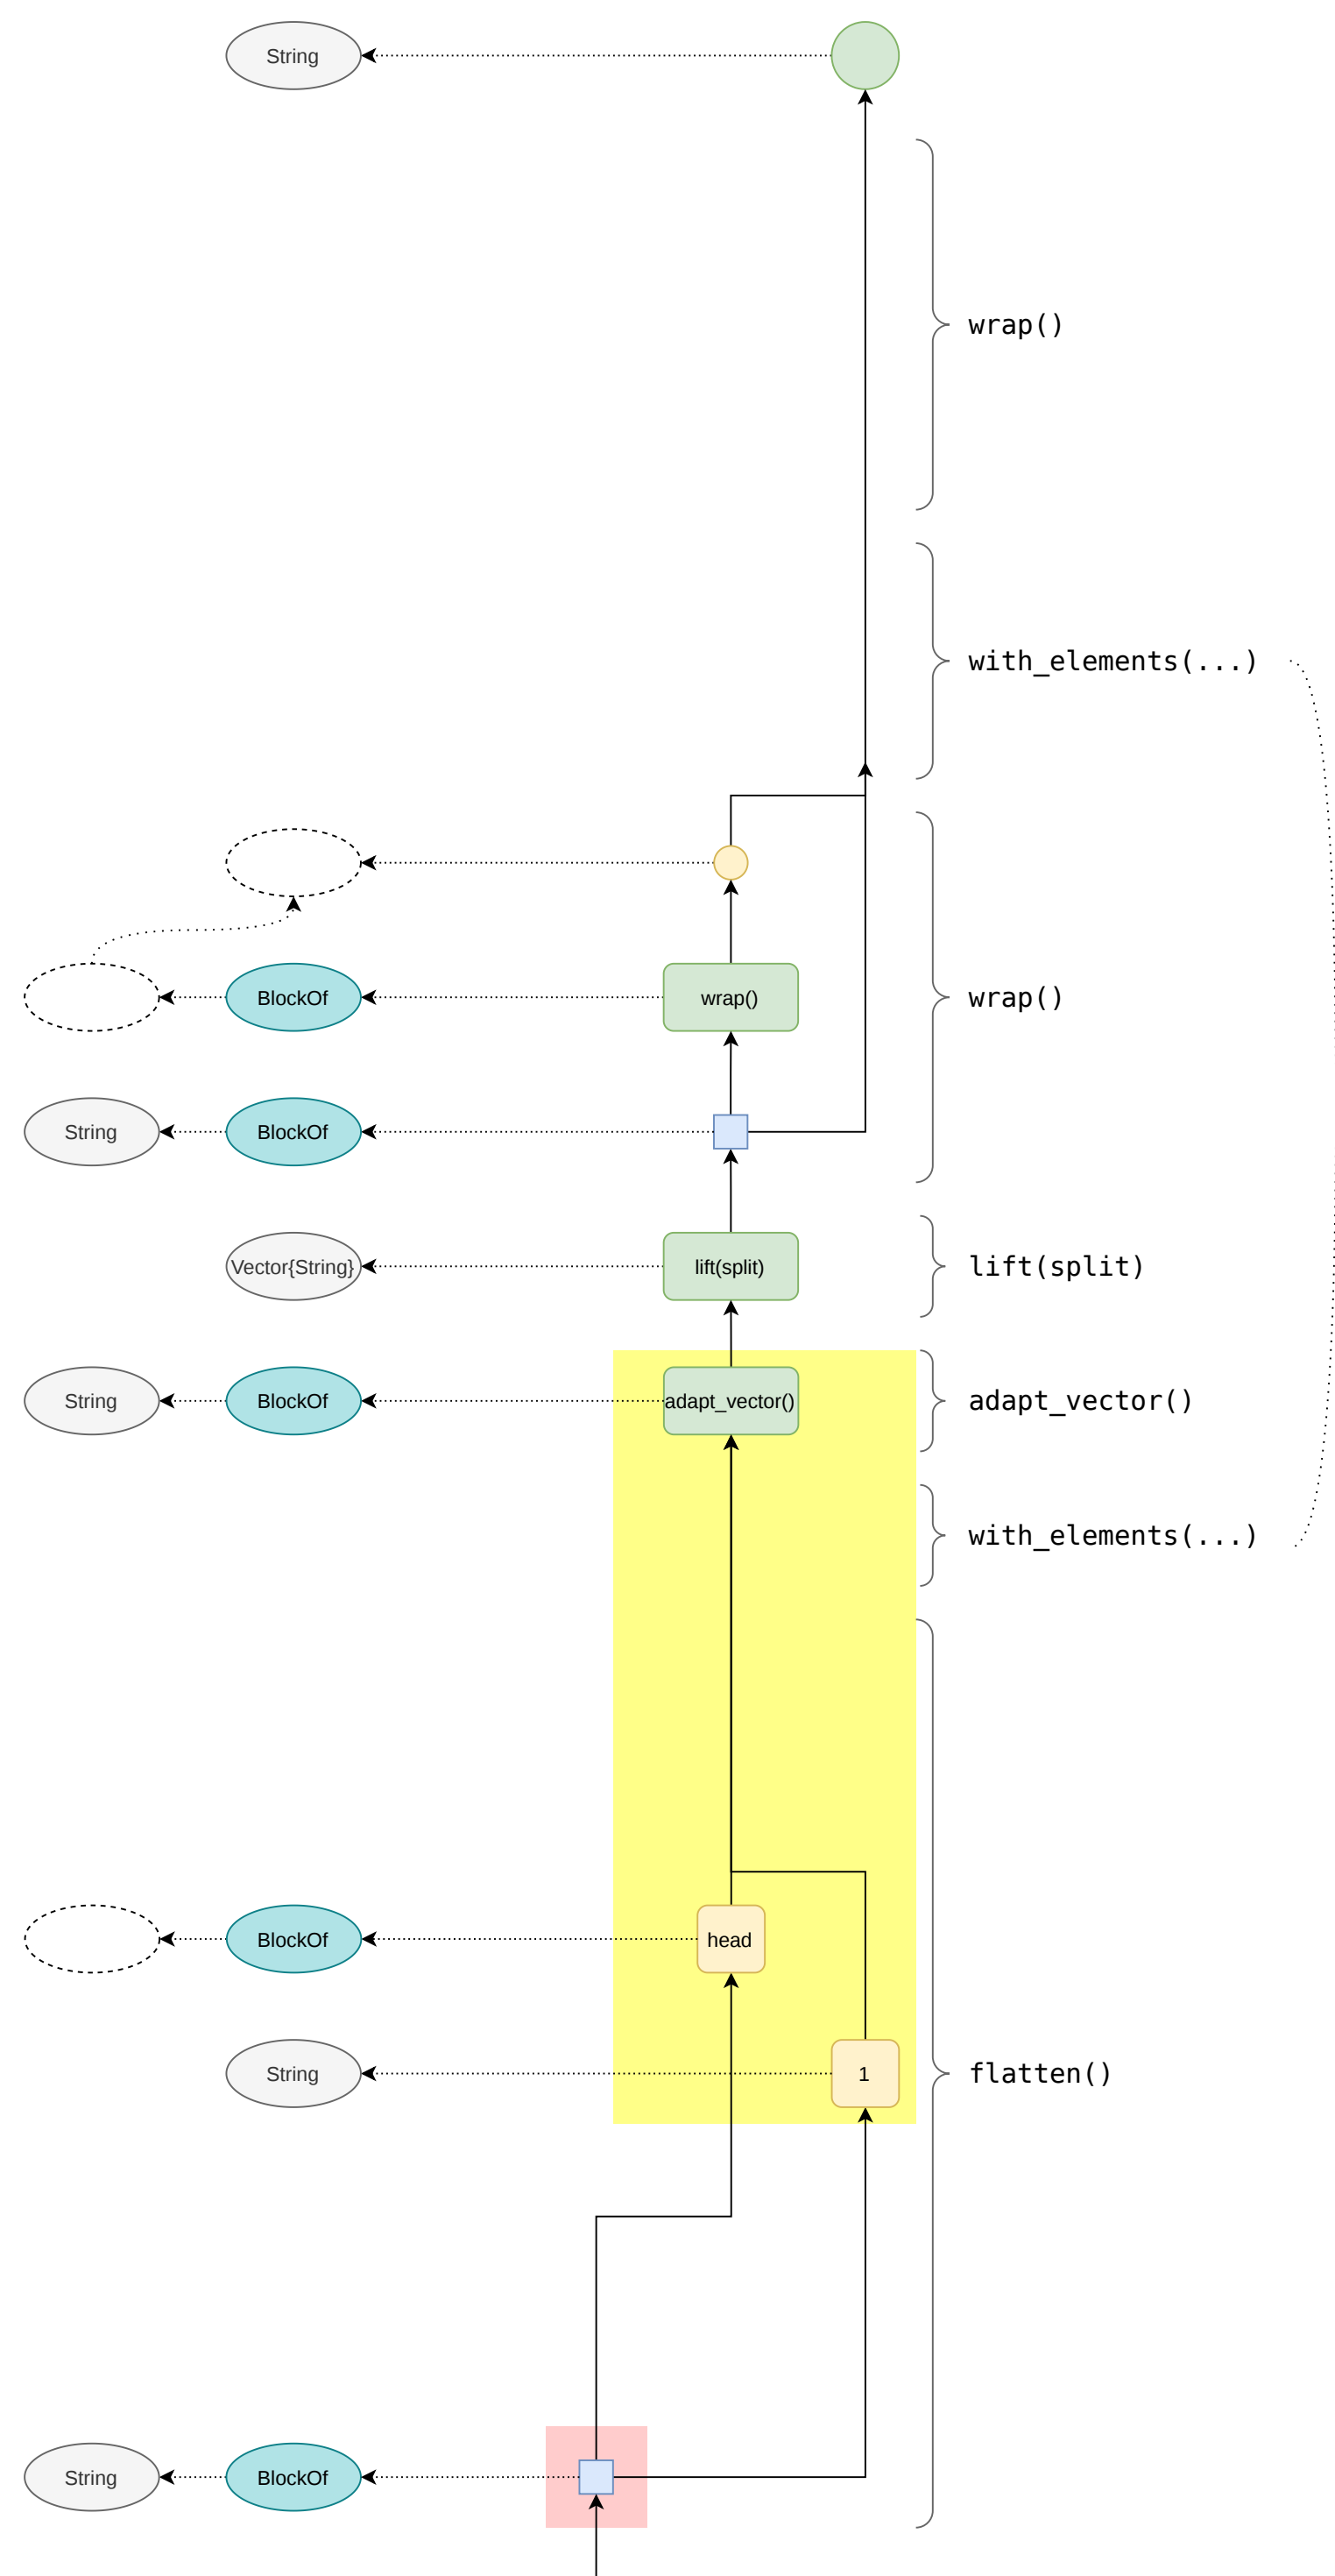 String
wrap()
with_elements(...)
BlockOf
wrap()
wrap()
String
BlockOf
Vector{String}
lift(split)
lift(split)
String
BlockOf
adapt_vector()
adapt_vector()
with_elements(...)
BlockOf
head
String
1
flatten()
String
BlockOf